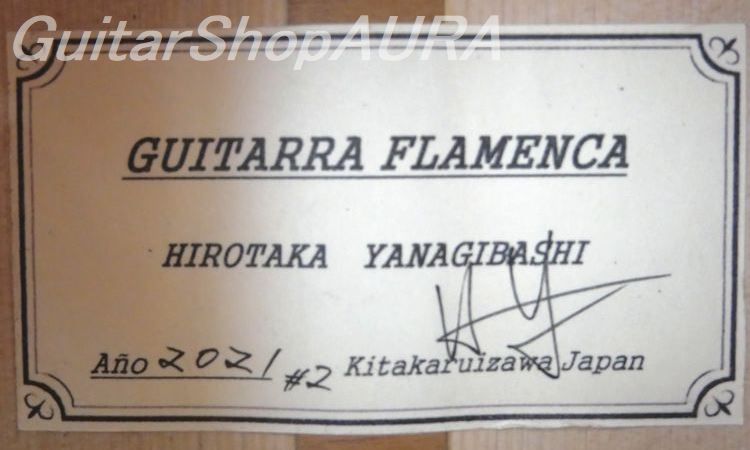 GuitarShopAURA
GUITARRA FLAMENCA
HIROTAKA YANAGIBASHI
Año 2021 #2 Kitakaruizawa Japan